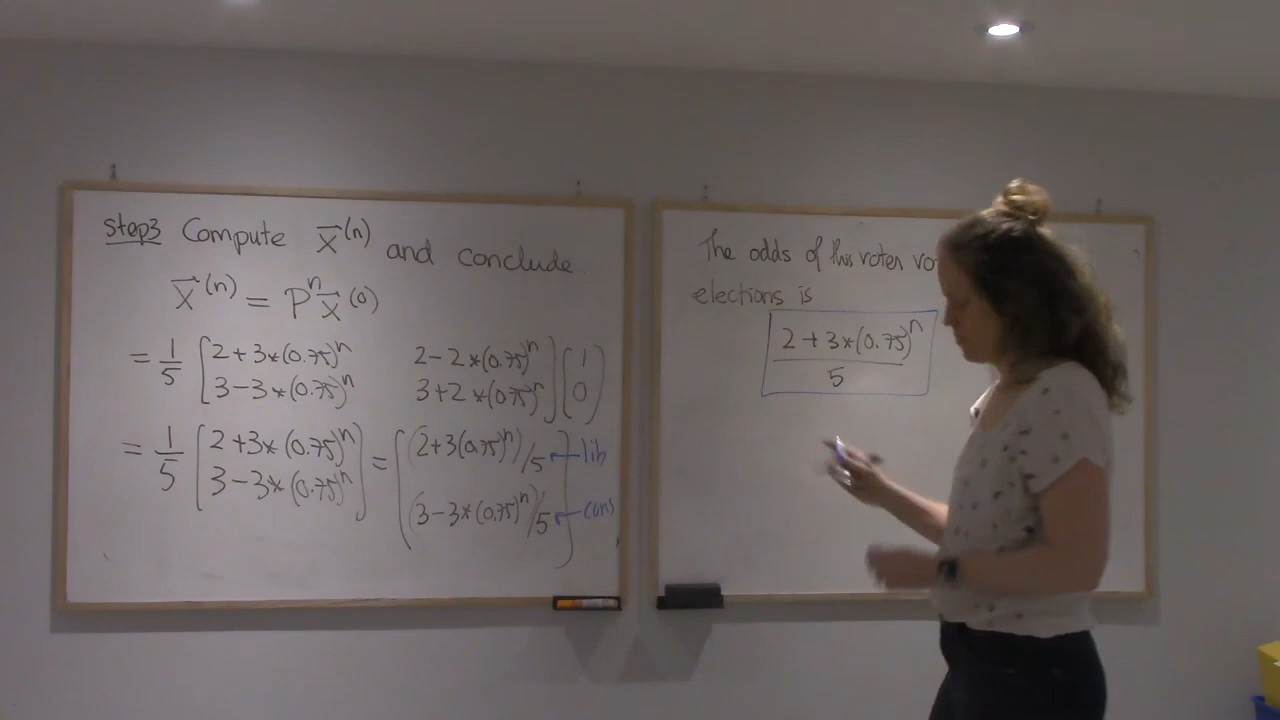 step3 Compute x⃗⁽ⁿ⁾ and conclude.
x⃗⁽ⁿ⁾ = Pⁿ x⃗⁽⁰⁾
= 1/5 [2+3*(0.75)ⁿ 2-2*(0.75)ⁿ] [1]
[3-3*(0.75)ⁿ 3+2*(0.75)ⁿ] [0]
= 1/5 [2+3*(0.75)ⁿ] = [(2+3(0.75)ⁿ)/5] ← lib
[3-3*(0.75)ⁿ] [(3-3*(0.75)ⁿ)/5] ← cons
The odds of this voter
elections is
2+3*(0.75)ⁿ
5